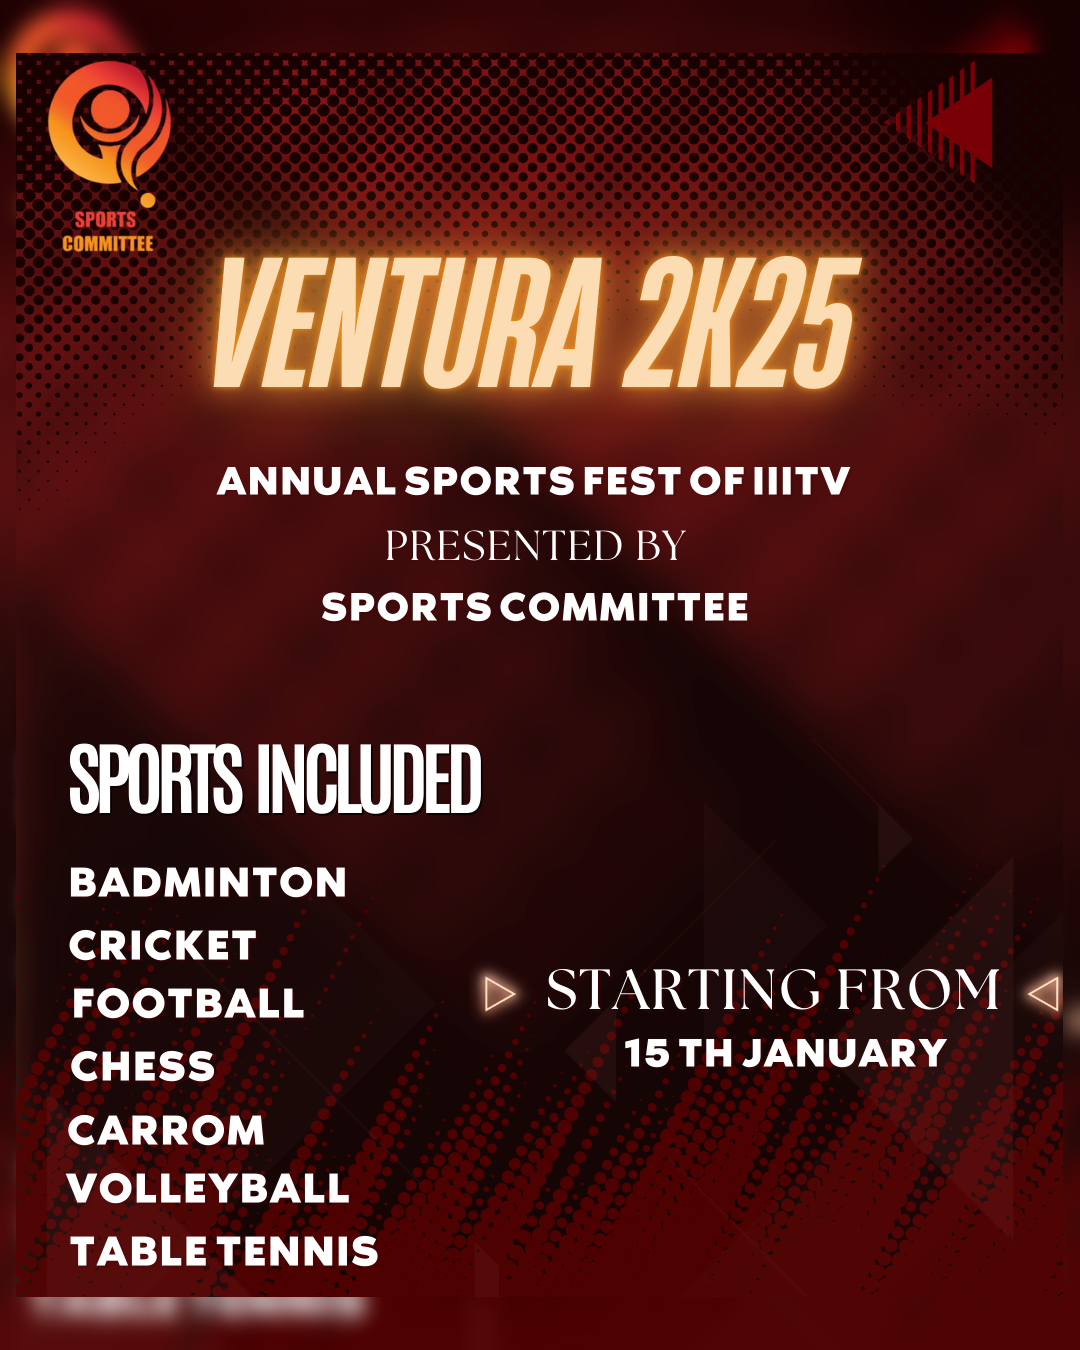 SPORTS
COMMITTEE
VENTURA 2K25
ANNUAL SPORTS FEST OF IIITV
PRESENTED BY
SPORTS COMMITTEE
SPORTS INCLUDED
BADMINTON
CRICKET
FOOTBALL
CHESS
CARROM
VOLLEYBALL
TABLE TENNIS
STARTING FROM
15 TH JANUARY